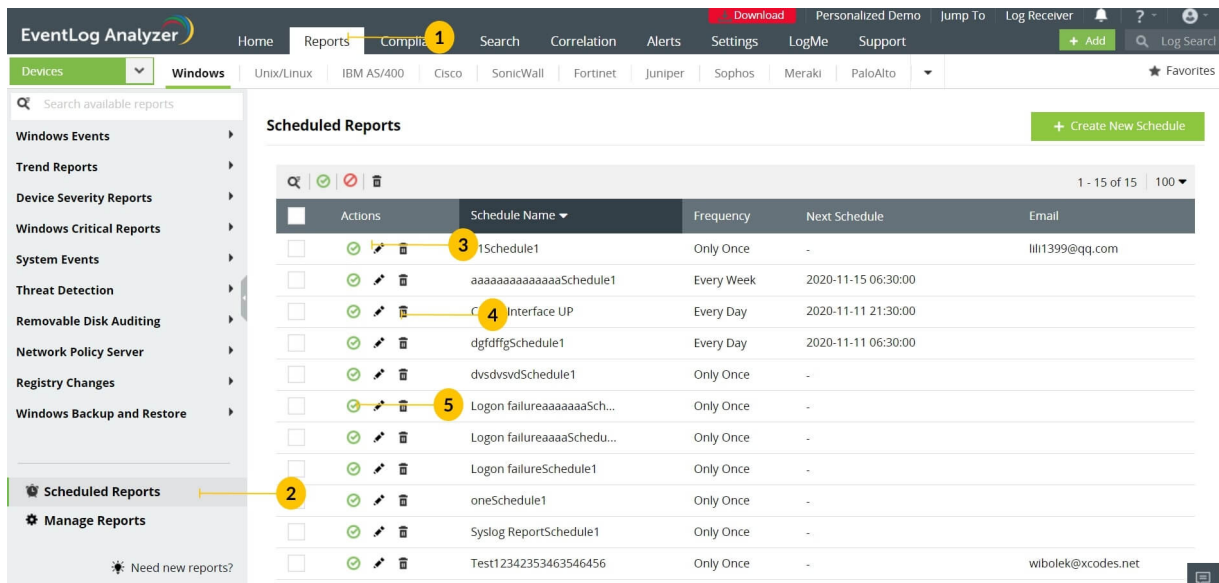 Download Personalized Demo Jump To Log Receiver ?
EventLog Analyzer
Home Reports 1 Search Correlation Alerts Settings LogMe Support + Add Log Searcl
Devices Windows Unix/Linux IBM AS/400 Cisco SonicWall Fortinet Juniper Sophos Meraki PaloAlto Favorites
Search available reports
Windows Events
Trend Reports
Device Severity Reports
Windows Critical Reports
System Events
Threat Detection
Removable Disk Auditing
Network Policy Server
Registry Changes
Windows Backup and Restore
Scheduled Reports 2
Manage Reports
Need new reports?
Scheduled Reports + Create New Schedule
1 - 15 of 15 100
Actions Schedule Name Frequency Next Schedule Email
3 1Schedule1 Only Once - lili1399@qq.com
aaaaaaaaaaaaaaSchedule1 Every Week 2020-11-15 06:30:00
4 Interface UP Every Day 2020-11-11 21:30:00
dgfdffgSchedule1 Every Day 2020-11-11 06:30:00
dvsdvsvdSchedule1 Only Once -
5 Logon failureaaaaaaaSch... Only Once -
Logon failureaaaaSchedu... Only Once -
Logon failureSchedule1 Only Once -
oneSchedule1 Only Once -
Syslog ReportSchedule1 Only Once -
Test12342353463546456 Only Once - wibolek@xcodes.net